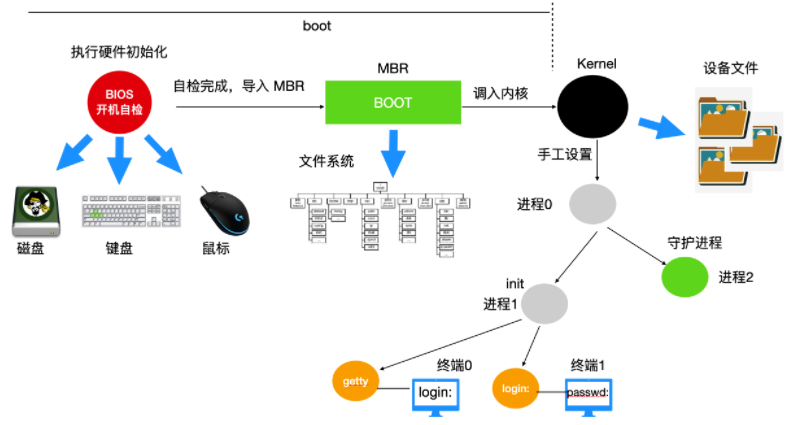 boot
执行硬件初始化
BIOS
开机自检
自检完成，导入 MBR
MBR
BOOT
调入内核
Kernel
设备文件
文件系统
手工设置
磁盘
键盘
鼠标
进程0
守护进程
进程2
init
进程1
getty
终端0
login:
login:
终端1
passwd: